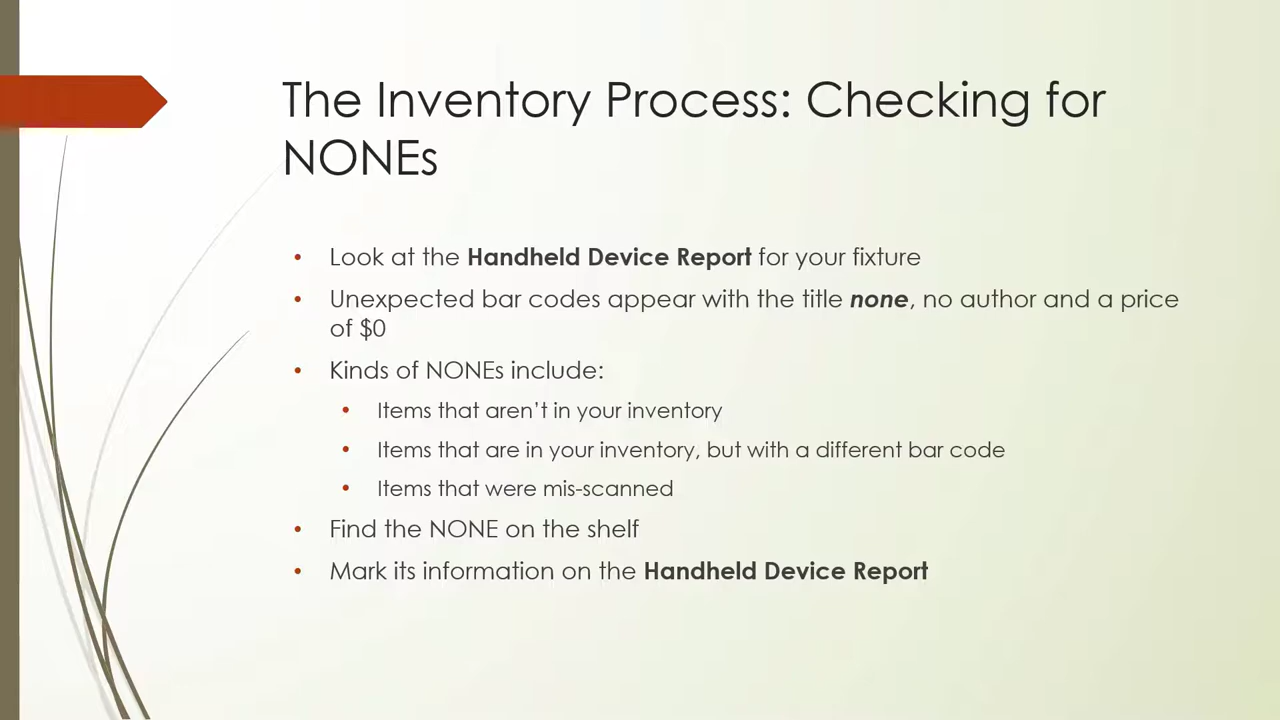 The Inventory Process: Checking for
NONEs
• Look at the Handheld Device Report for your fixture
• Unexpected bar codes appear with the title none, no author and a price
of $0
• Kinds of NONEs include:
• Items that aren’t in your inventory
• Items that are in your inventory, but with a different bar code
• Items that were mis-scanned
• Find the NONE on the shelf
• Mark its information on the Handheld Device Report